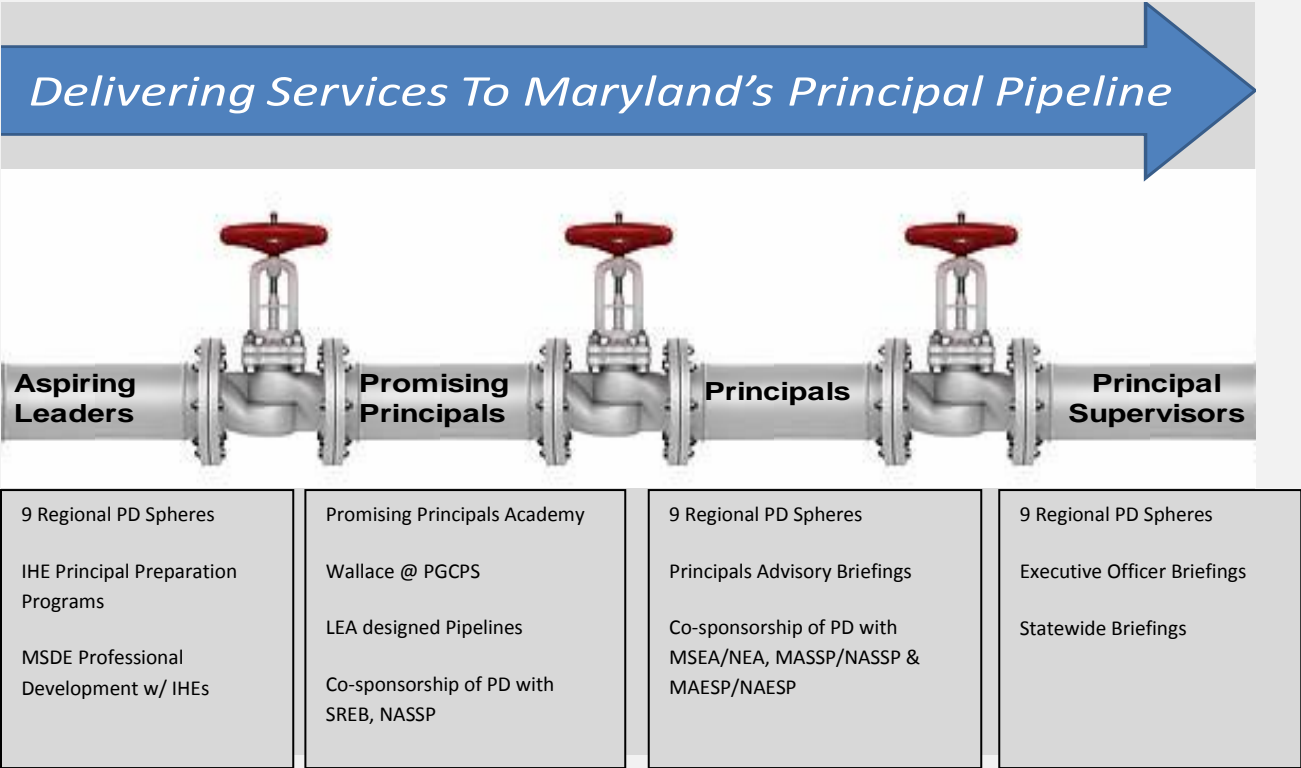 Delivering Services To Maryland's Principal Pipeline
Aspiring
Leaders
Promising
Principals
Principals
Principal
Supervisors
9 Regional PD Spheres
IHE Principal Preparation
Programs
MSDE Professional
Development w/ IHEs
Promising Principals Academy
Wallace @ PGCPS
LEA designed Pipelines
Co-sponsorship of PD with
SREB, NASSP
9 Regional PD Spheres
Principals Advisory Briefings
Co-sponsorship of PD with
MSEA/NEA, MASSP/NASSP &
MAESP/NAESP
9 Regional PD Spheres
Executive Officer Briefings
Statewide Briefings